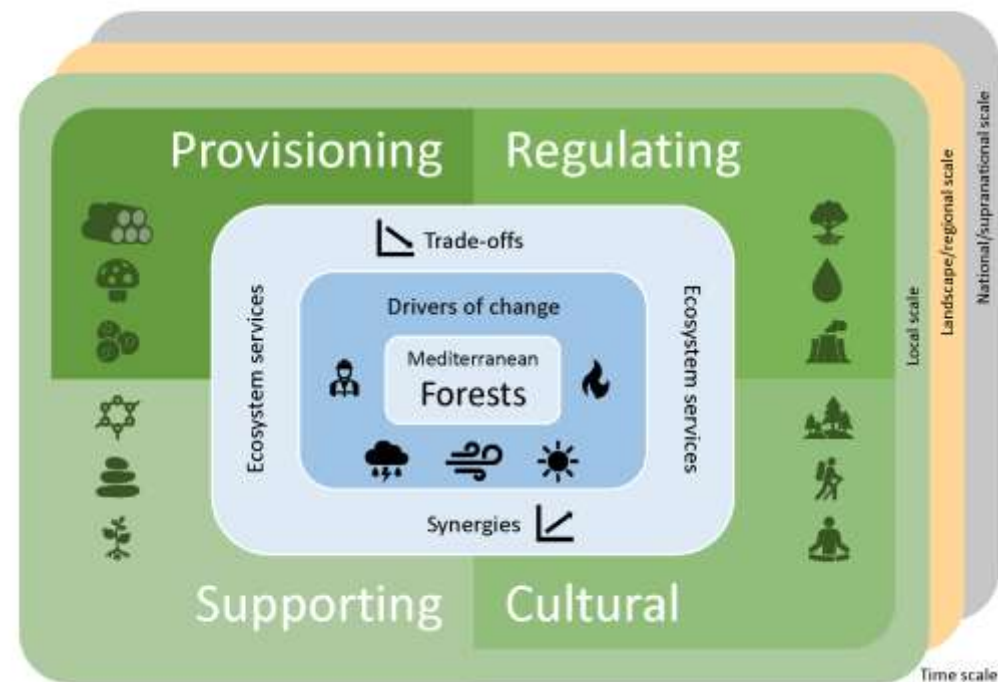 Provisioning
Regulating
Trade-offs
Ecosystem services
Drivers of change
Mediterranean
Forests
Ecosystem services
Synergies
Supporting
Cultural
Local scale
Landscape/regional scale
National/supranational scale
Time scale